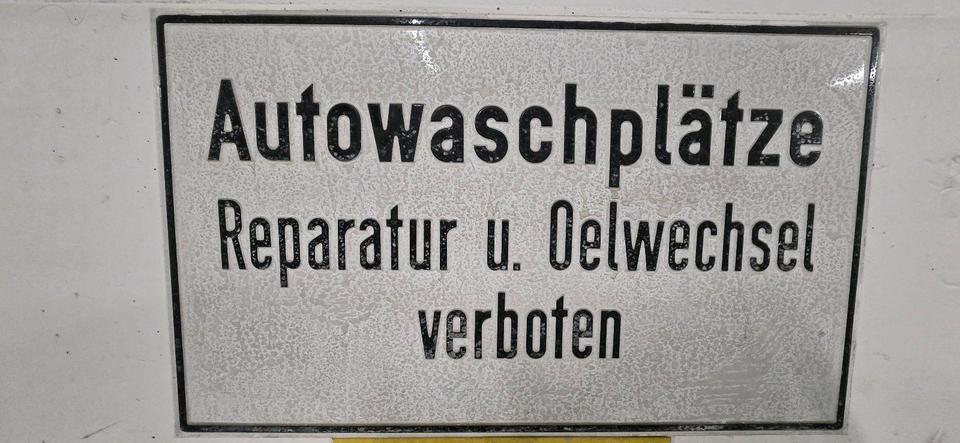 Autowaschplätze
Reparatur u. Oelwechsel
verboten